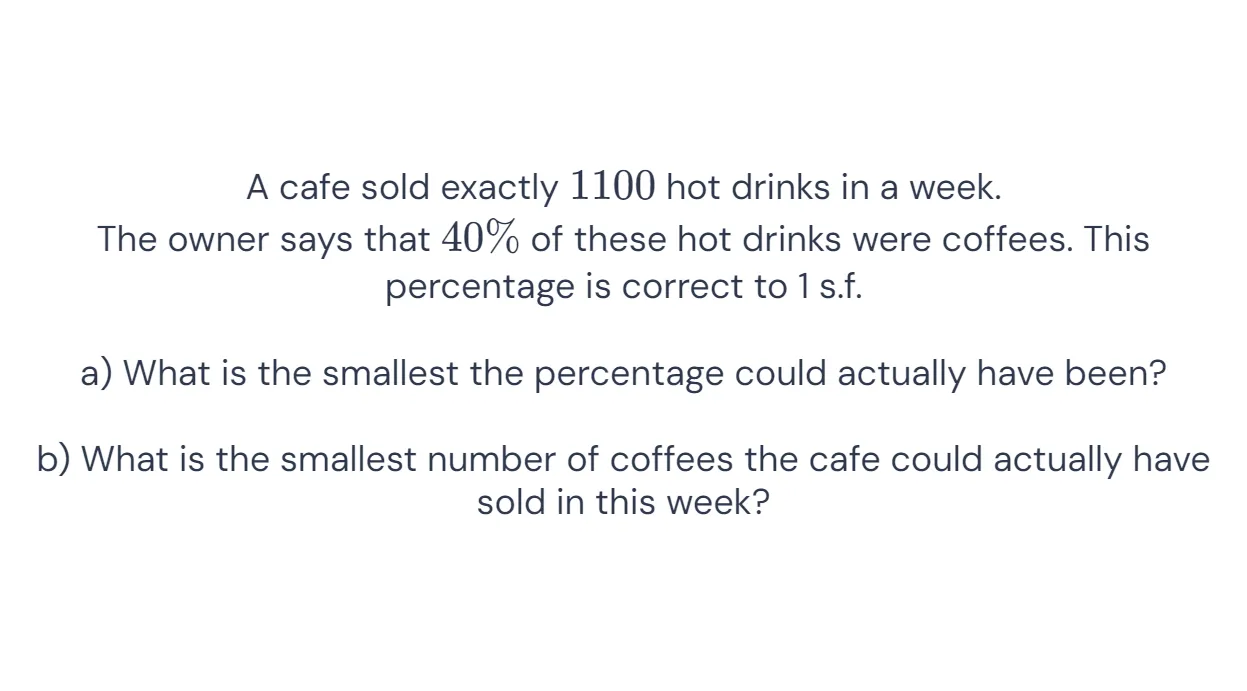 A cafe sold exactly 1100 hot drinks in a week.
The owner says that 40% of these hot drinks were coffees. This
percentage is correct to 1 s.f.
a) What is the smallest the percentage could actually have been?
b) What is the smallest number of coffees the cafe could actually have
sold in this week?